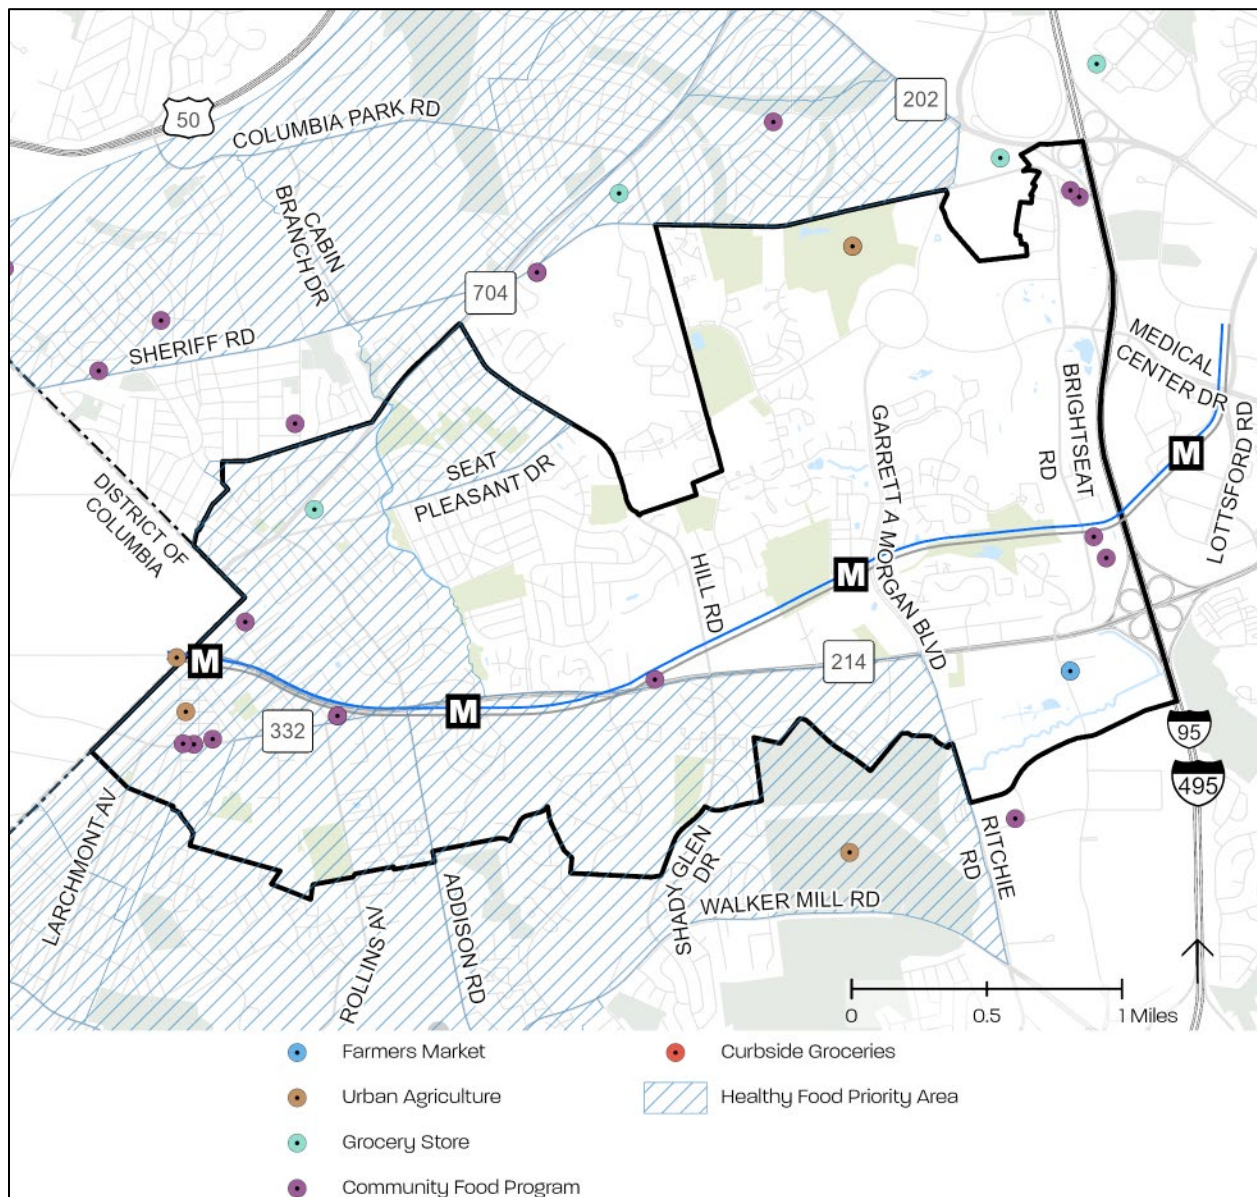 50
COLUMBIA PARK RD
202
CABIN
BRANCH DR
704
SHERIFF RD
MEDICAL
CENTER DR
BRIGHTSEAT
RD
GARRETT A MORGAN BLVD
LOTTSFORD RD
SEAT
PLEASANT DR
DISTRICT OF
COLUMBIA
HILL RD
M
M
M
M
214
332
95
495
LARCHMONT AV
ROLLINS AV
ADDISON RD
SHADY GLEN
DR
WALKER MILL RD
RITCHIE
RD
0 0.5 1 Miles
Farmers Market
Urban Agriculture
Grocery Store
Community Food Program
Curbside Groceries
Healthy Food Priority Area